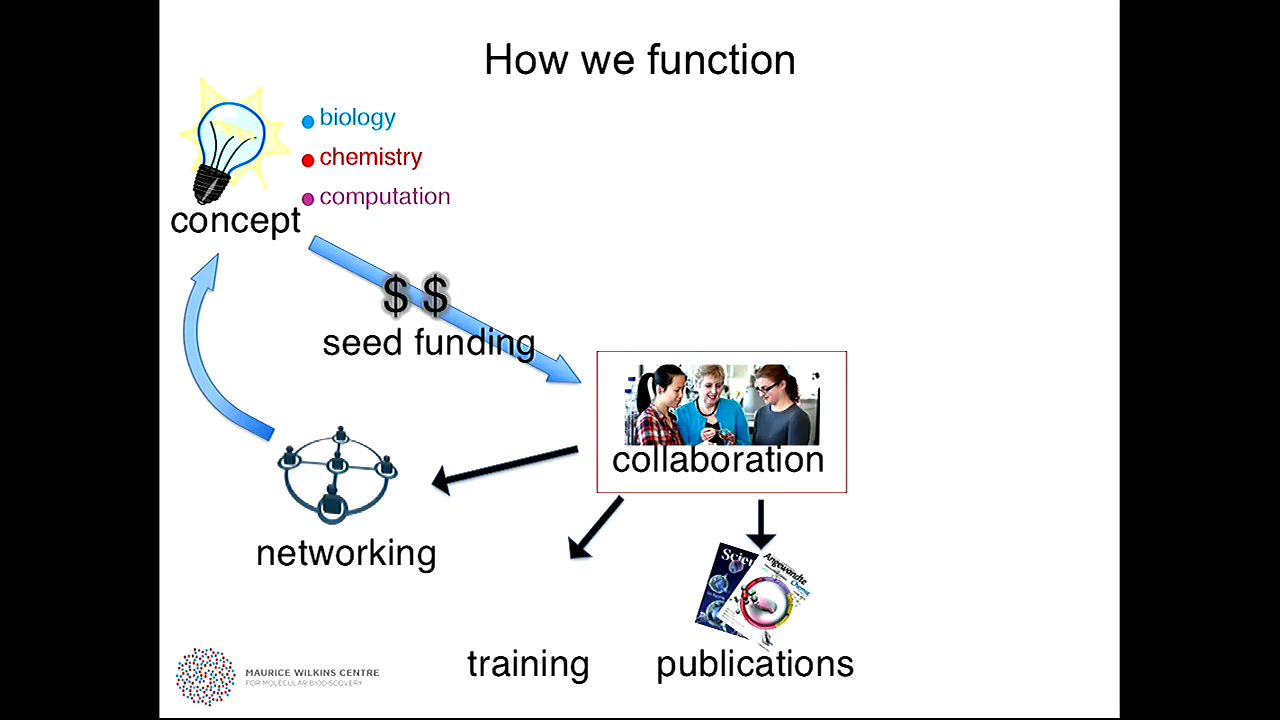 How we function
biology
chemistry
computation
concept
$ $
seed funding
collaboration
networking
Angewandte
training
publications
MAURICE WILKINS CENTRE
FOR MOLECULAR BIODISCOVERY